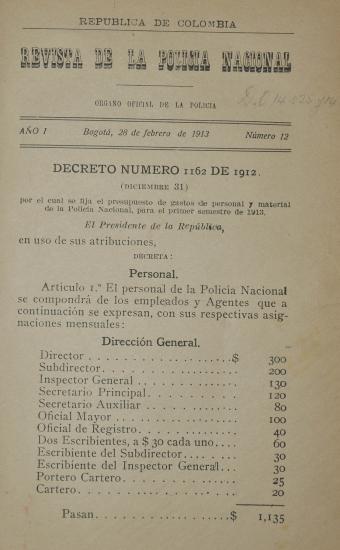 REPUBLICA DE COLOMBIA
REVISTA DE LA POLICIA NACIONAL
ORGANO OFICIAL DE LA POLICIA
AÑO I Bogotá, 28 de febrero de 1913 Número 12
DECRETO NUMERO 1162 DE 1912.
(DICIEMBRE 31)
por el cual se fija el presupuesto de gastos de personal y material
de la Policía Nacional, para el primer semestre de 1913.
El Presidente de la República,
en uso de sus atribuciones,
DECRETA:
Personal.
Artículo 1.º El personal de la Policía Nacional
se compondrá de los empleados y Agentes que a
continuación se expresan, con sus respectivas asig-
naciones mensuales:
Dirección General.
Director . . . . . . . . . . . . . . . . . . $ 300
Subdirector. . . . . . . . . . . . . . . . . 200
Inspector General . . . . . . . . . . . . 130
Secretario Principal. . . . . . . . . . . 120
Secretario Auxiliar . . . . . . . . . . . 80
Oficial Mayor . . . . . . . . . . . . . . . 100
Oficial de Registro. . . . . . . . . . . . 40
Dos Escribientes, a $ 30 cada uno. . . . 60
Escribiente del Subdirector. . . . 30
Escribiente del Inspector General. . . 30
Portero Cartero. . . . . . . . . . . . . 25
Cartero. . . . . . . . . . . . . . . . . . 20
Pasan. . . . . . . . . . . . . . . . $ 1,135